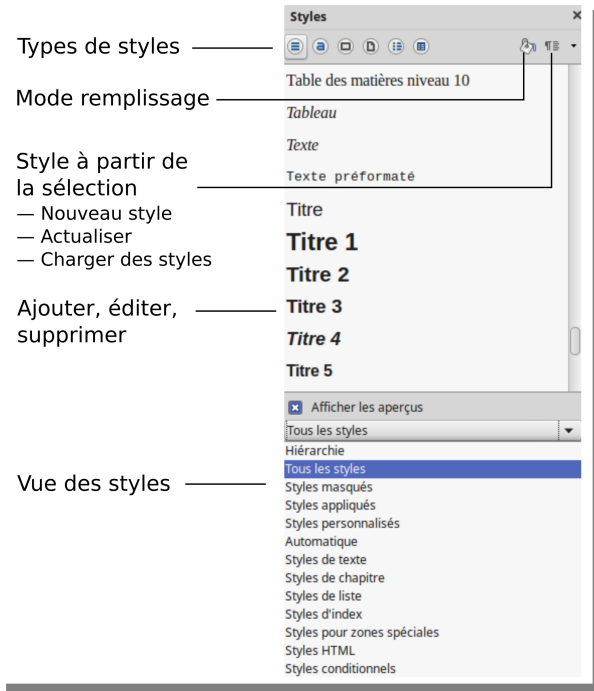 Styles
Types de styles
Mode remplissage
Style à partir de
la sélection
— Nouveau style
— Actualiser
— Charger des styles
Ajouter, éditer,
supprimer
Vue des styles
Table des matières niveau 10
Tableau
Texte
Texte préformaté
Titre
Titre 1
Titre 2
Titre 3
Titre 4
Titre 5
Afficher les aperçus
Tous les styles
Hiérarchie
Tous les styles
Styles masqués
Styles appliqués
Styles personnalisés
Automatique
Styles de texte
Styles de chapitre
Styles de liste
Styles d'index
Styles pour zones spéciales
Styles HTML
Styles conditionnels